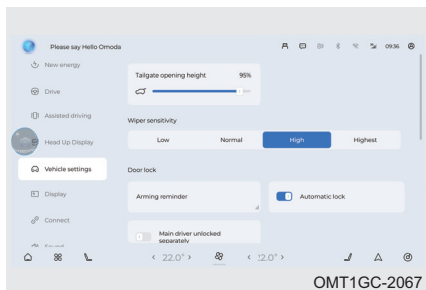 Please say Hello Omoda
09:36
New energy
Drive
Assisted driving
Head Up Display
Vehicle settings
Display
Connect
Sound
Tailgate opening height 95%
Wiper sensitivity
Low Normal High Highest
Door lock
Arming reminder
Automatic lock
Main driver unlocked
separately
22.0°
OMT1GC-2067